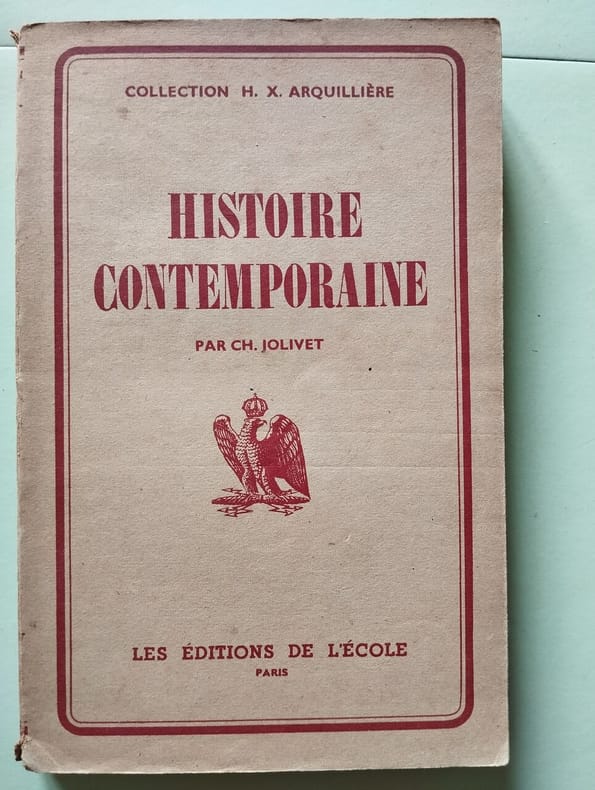 COLLECTION H. X. ARQUILLIÈRE
HISTOIRE
CONTEMPORAINE
PAR CH. JOLIVET
LES ÉDITIONS DE L'ÉCOLE
PARIS